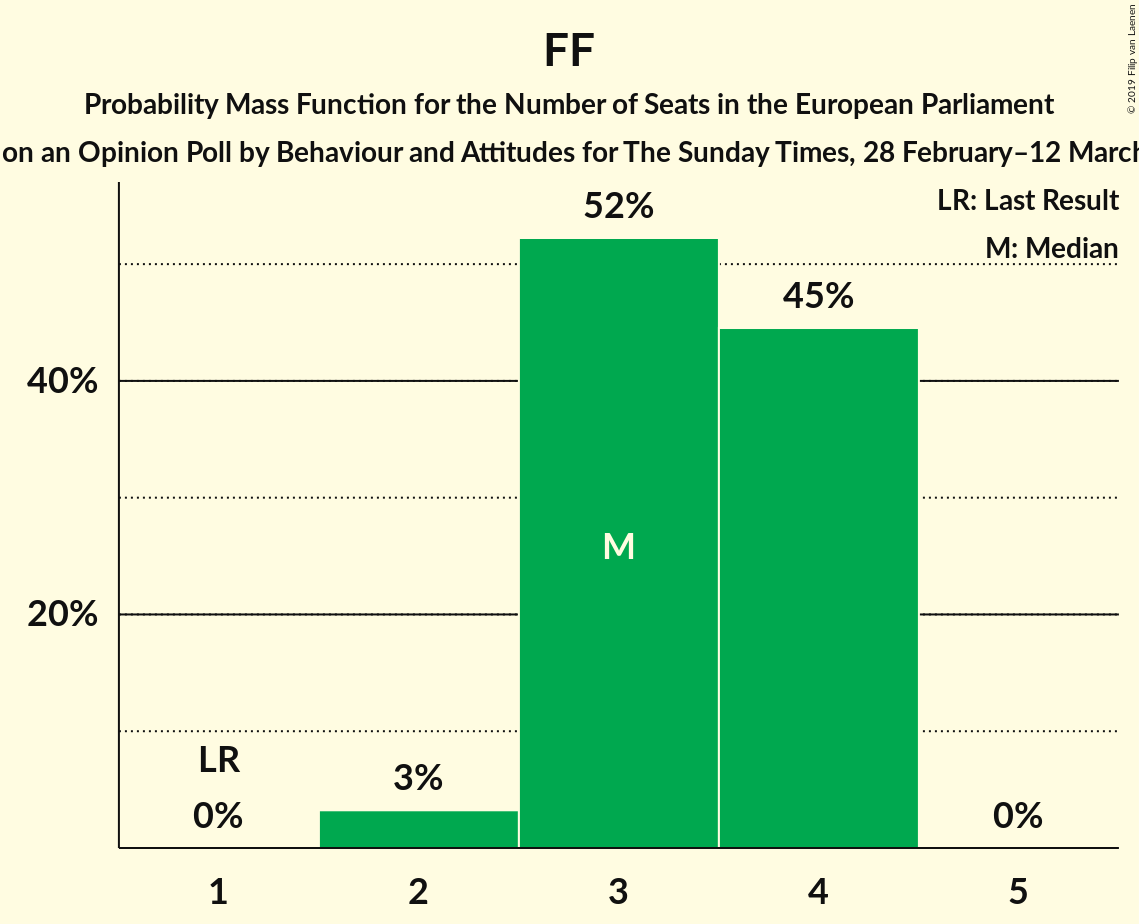 FF
Probability Mass Function for the Number of Seats in the European Parliament
on an Opinion Poll by Behaviour and Attitudes for The Sunday Times, 28 February–12 March
© 2019 Filip van Laenen
LR: Last Result
M: Median
52%
45%
40%
M
20%
LR
3%
0%
0%
1
2
3
4
5